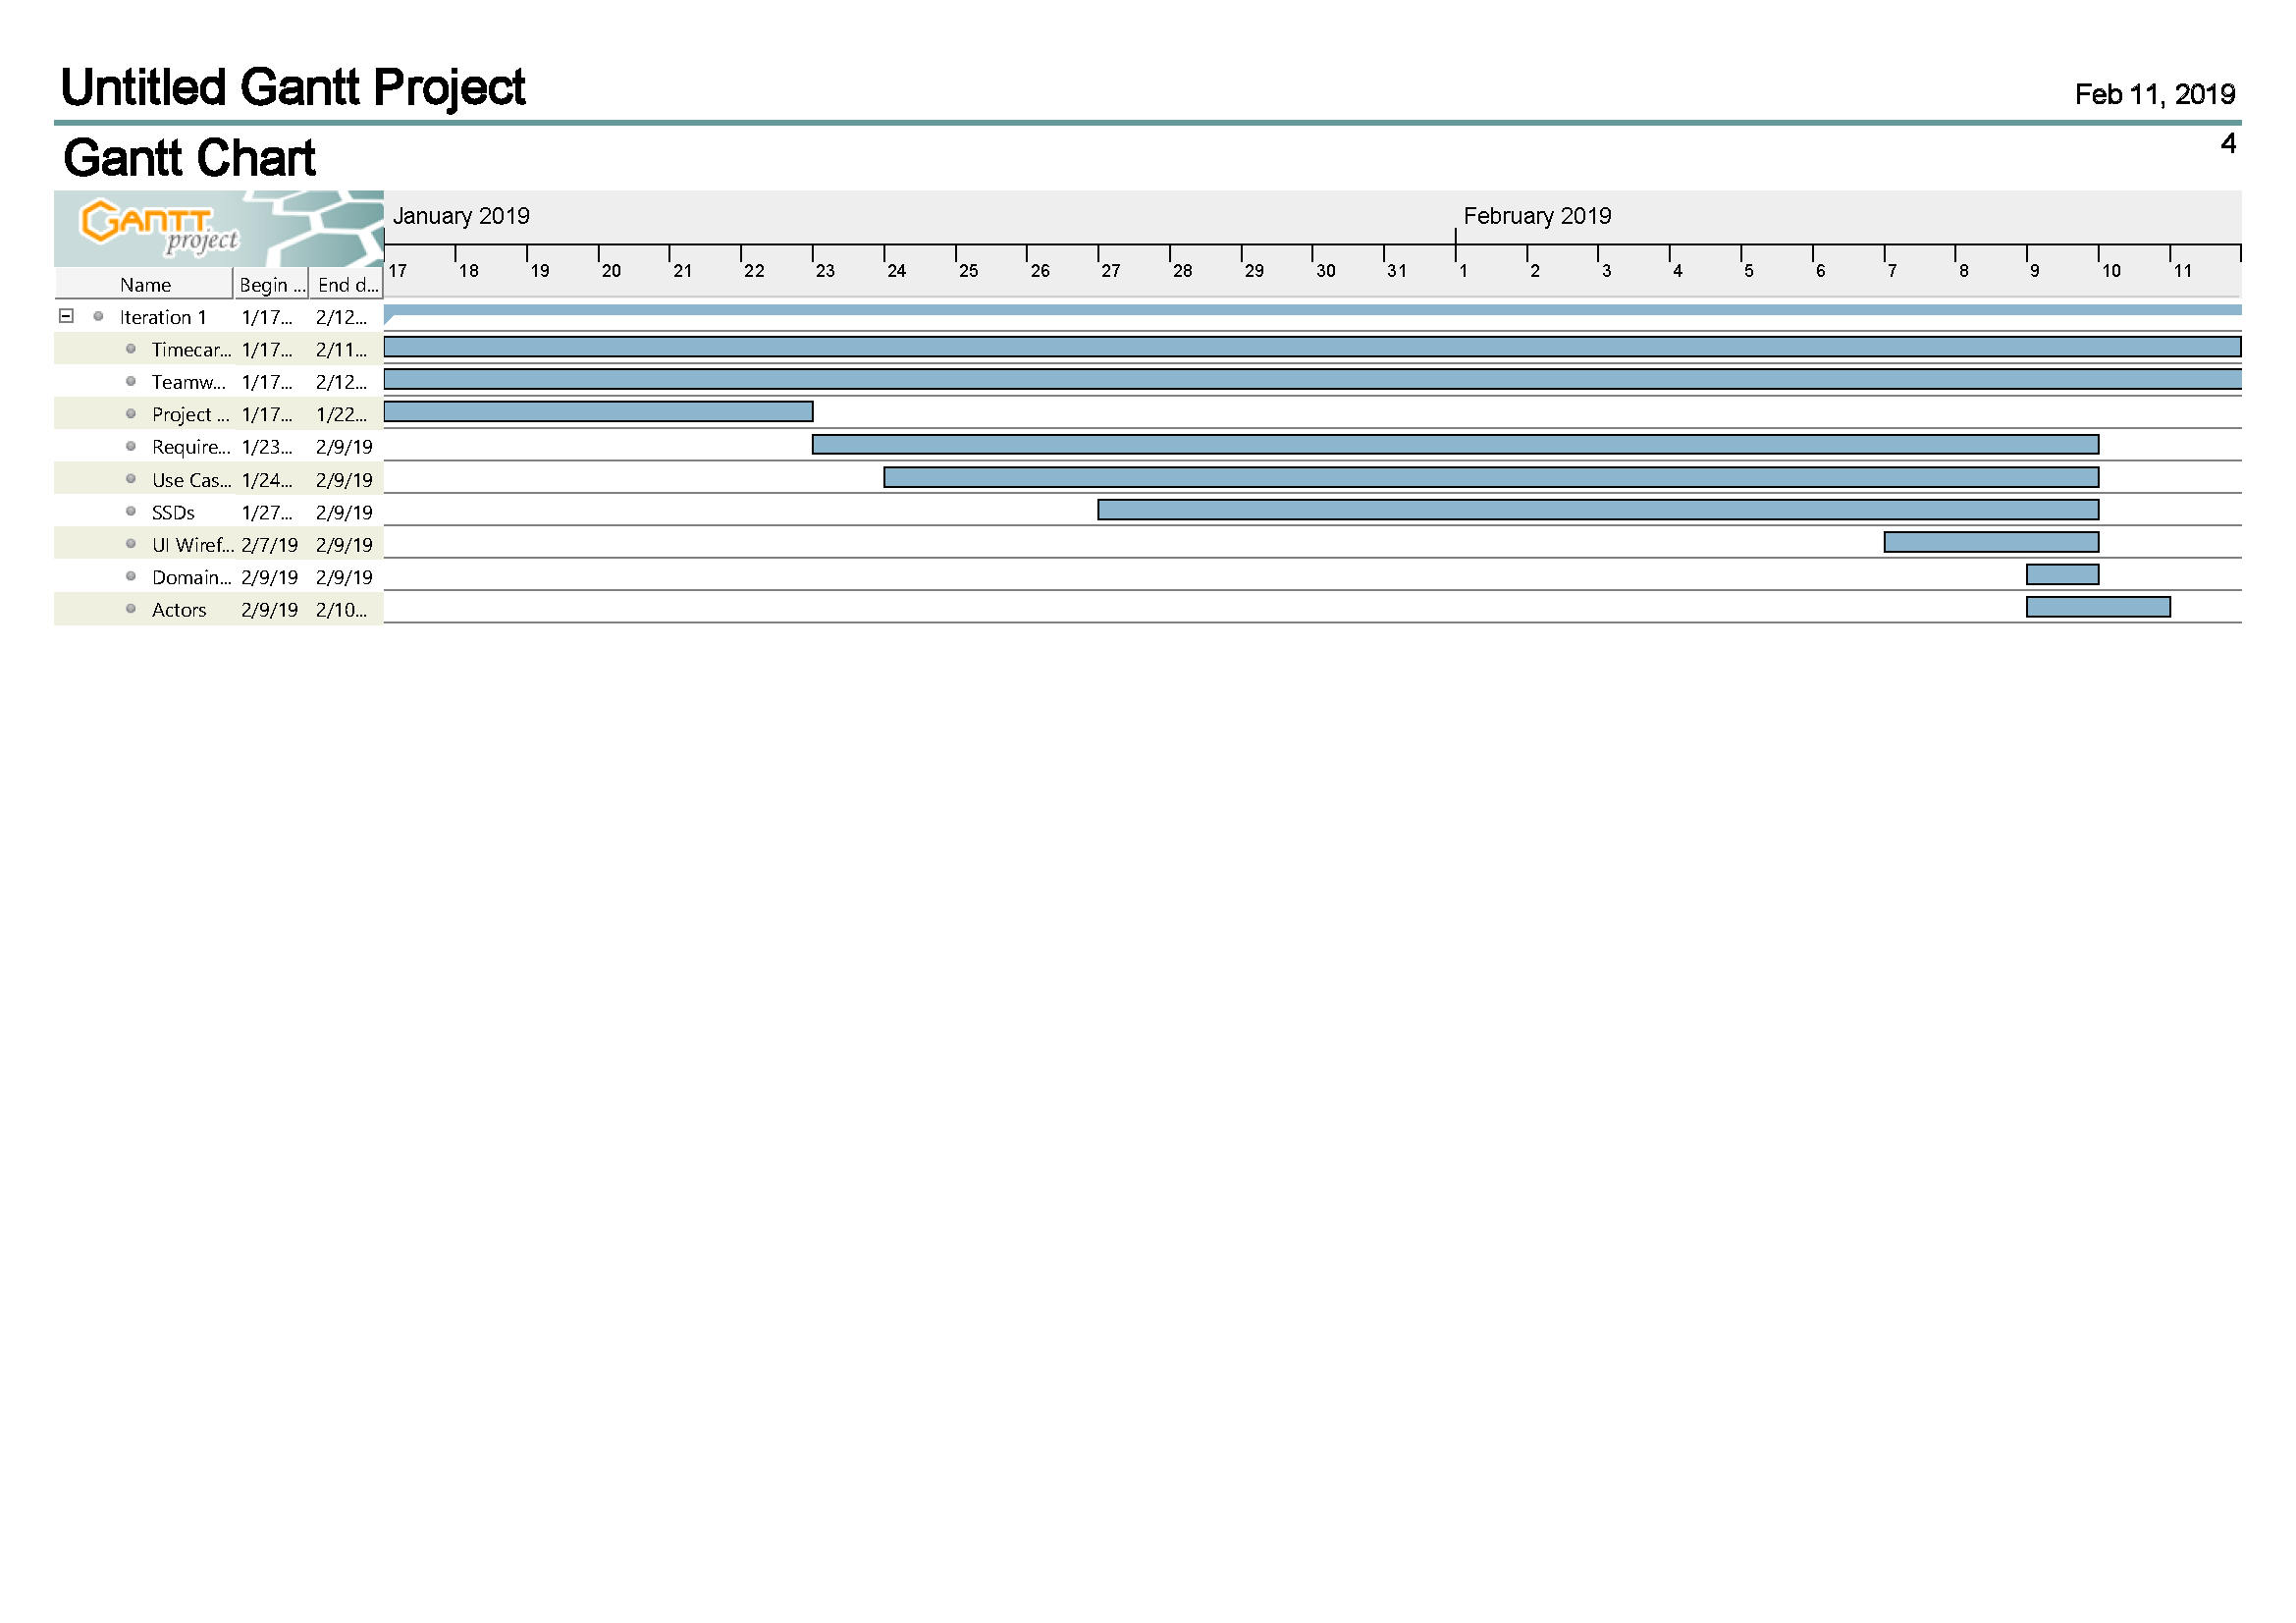 Untitled Gantt Project
Feb 11, 2019
Gantt Chart
4
GANTT project
January 2019 February 2019
17 18 19 20 21 22 23 24 25 26 27 28 29 30 31 1 2 3 4 5 6 7 8 9 10 11
Name Begin ... End d...
Iteration 1 1/17... 2/12...
Timecar... 1/17... 2/11...
Teamw... 1/17... 2/12...
Project ... 1/17... 1/22...
Require... 1/23... 2/9/19
Use Cas... 1/24... 2/9/19
SSDs 1/27... 2/9/19
UI Wiref... 2/7/19 2/9/19
Domain... 2/9/19 2/9/19
Actors 2/9/19 2/10...